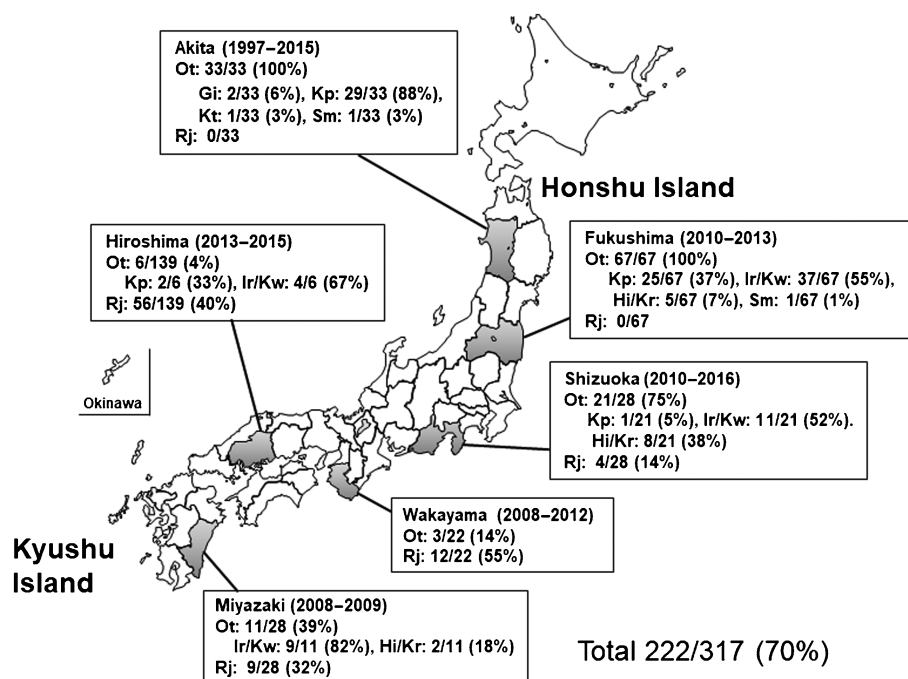 Akita (1997–2015)
Ot: 33/33 (100%)
Gi: 2/33 (6%), Kp: 29/33 (88%),
Kt: 1/33 (3%), Sm: 1/33 (3%)
Rj: 0/33
Honshu Island
Hiroshima (2013–2015)
Ot: 6/139 (4%)
Kp: 2/6 (33%), Ir/Kw: 4/6 (67%)
Rj: 56/139 (40%)
Fukushima (2010–2013)
Ot: 67/67 (100%)
Kp: 25/67 (37%), Ir/Kw: 37/67 (55%),
Hi/Kr: 5/67 (7%), Sm: 1/67 (1%)
Rj: 0/67
Okinawa
Shizuoka (2010–2016)
Ot: 21/28 (75%)
Kp: 1/21 (5%), Ir/Kw: 11/21 (52%).
Hi/Kr: 8/21 (38%)
Rj: 4/28 (14%)
Wakayama (2008–2012)
Ot: 3/22 (14%)
Rj: 12/22 (55%)
Kyushu
Island
Miyazaki (2008–2009)
Ot: 11/28 (39%)
Ir/Kw: 9/11 (82%), Hi/Kr: 2/11 (18%)
Rj: 9/28 (32%)
Total 222/317 (70%)